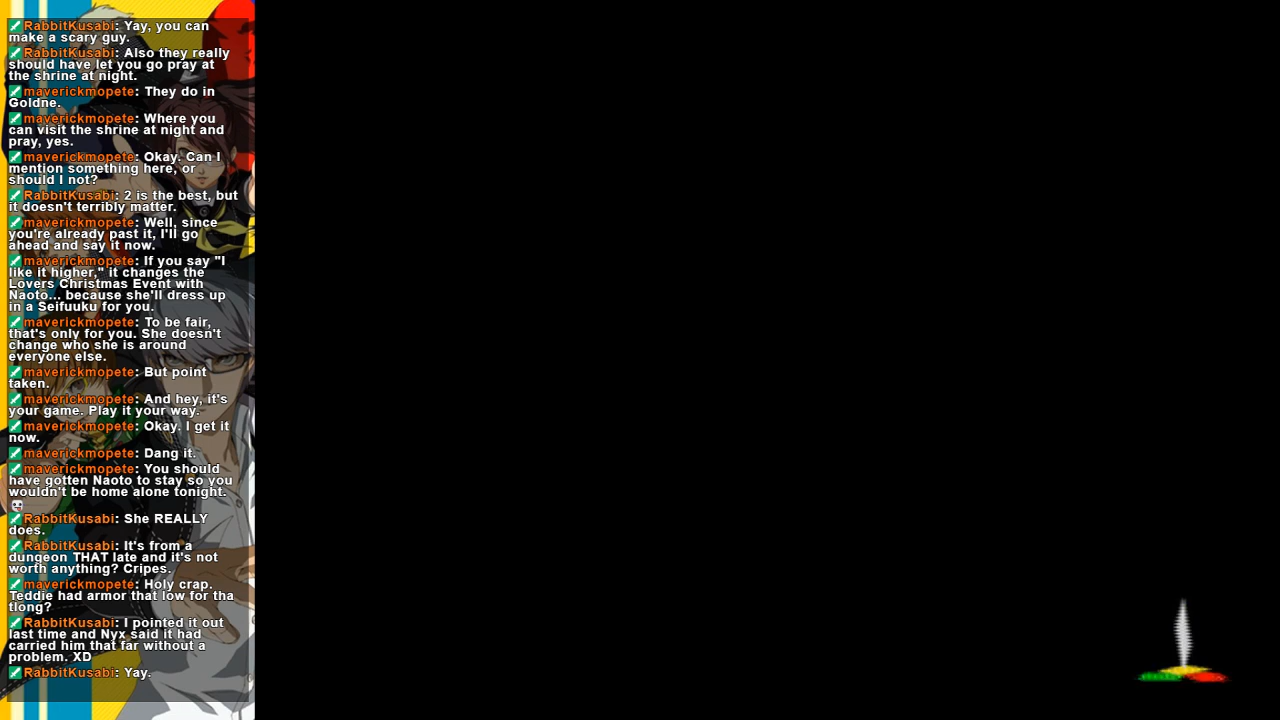 RabbitKusabi: Yay, you can
make a scary guy.
RabbitKusabi: Also they really
should have let you go pray at
the shrine at night.
maverickmopete: They do in
Goldne.
maverickmopete: Where you
can visit the shrine at night and
pray, yes.
maverickmopete: Okay. Can I
mention something here, or
should I not?
RabbitKusabi: 2 is the best, but
it doesn't terribly matter.
maverickmopete: Well, since
you're already past it, I'll go
ahead and say it now.
maverickmopete: If you say "I
like it higher," it changes the
Lovers Christmas Event with
Naoto... because she'll dress up
in a Seifuuku for you.
maverickmopete: To be fair,
that's only for you. She doesn't
change who she is around
everyone else.
maverickmopete: But point
taken.
maverickmopete: And hey, it's
your game. Play it your way.
maverickmopete: Okay. I get it
now.
maverickmopete: Dang it.
maverickmopete: You should
have gotten Naoto to stay so you
wouldn't be home alone tonight.
RabbitKusabi: She REALLY
does.
RabbitKusabi: It's from a
dungeon THAT late and it's not
worth anything? Cripes.
maverickmopete: Holy crap.
Teddie had armor that low for tha
tlong?
RabbitKusabi: I pointed it out
last time and Nyx said it had
carried him that far without a
problem. XD
RabbitKusabi: Yay.